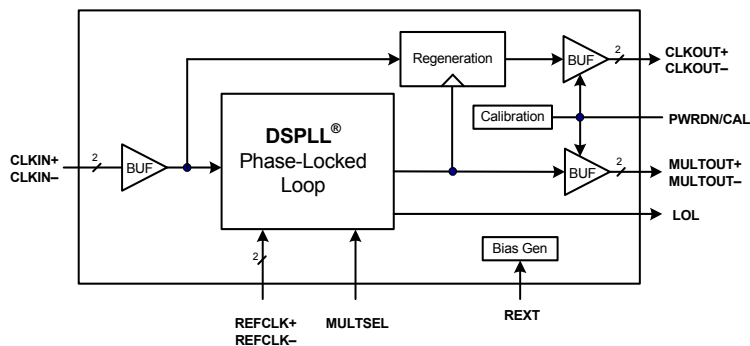 Regeneration
BUF
2
CLKOUT+
CLKOUT–
Calibration
PWRDN/CAL
DSPLL®
Phase-Locked
Loop
CLKIN+
CLKIN–
2
BUF
BUF
2
MULTOUT+
MULTOUT–
LOL
Bias Gen
2
REFCLK+
REFCLK–
MULTSEL
REXT